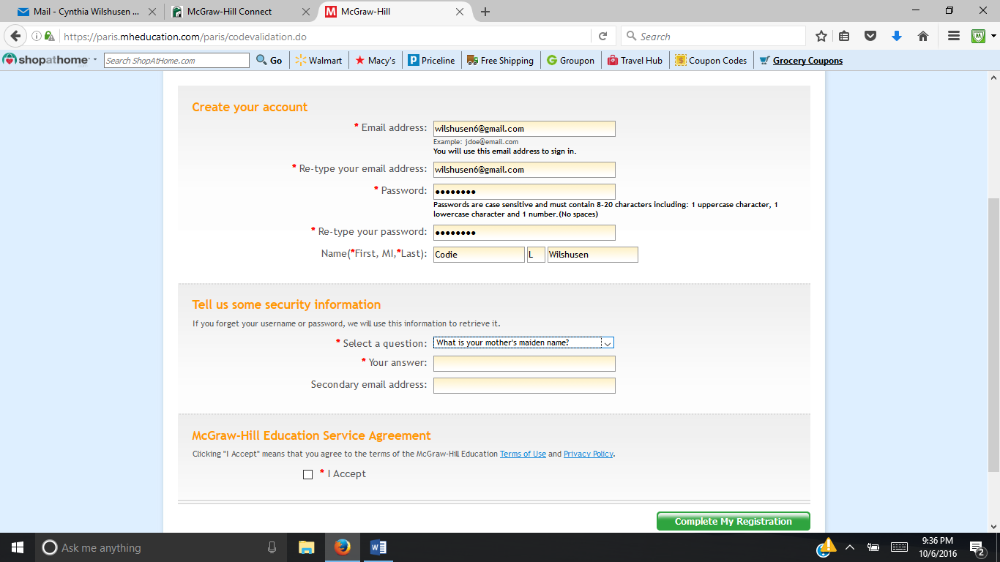 Mail - Cynthia Wilshusen ...
McGraw-Hill Connect
McGraw-Hill
https://paris.mheducation.com/paris/codevalidation.do
Search
shopathome
Search ShopAtHome.com
Go
Walmart
Macy's
Priceline
Free Shipping
Groupon
Travel Hub
Coupon Codes
Grocery Coupons
Create your account
* Email address: wilshusen6@gmail.com
Example: jdoe@email.com
You will use this email address to sign in.
* Re-type your email address: wilshusen6@gmail.com
* Password: ••••••••
Passwords are case sensitive and must contain 8-20 characters including: 1 uppercase character, 1
lowercase character and 1 number.(No spaces)
* Re-type your password: ••••••••
Name(*First, MI,*Last): Codie L Wilshusen
Tell us some security information
If you forget your username or password, we will use this information to retrieve it.
* Select a question: What is your mother's maiden name?
* Your answer:
Secondary email address:
McGraw-Hill Education Service Agreement
Clicking "I Accept" means that you agree to the terms of the McGraw-Hill Education Terms of Use and Privacy Policy.
* I Accept
Complete My Registration
Ask me anything
9:36 PM
10/6/2016
2